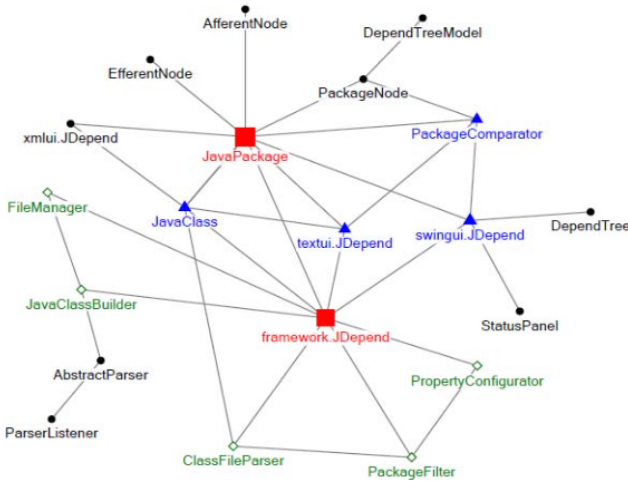 AfferentNode
DependTreeModel
EfferentNode
PackageNode
xmlui.JDepend
PackageComparator
JavaPackage
FileManager
JavaClass
textui.JDepend
swingui.JDepend
DependTree
JavaClassBuilder
StatusPanel
framework.JDepend
AbstractParser
PropertyConfigurator
ParserListener
ClassFileParser
PackageFilter